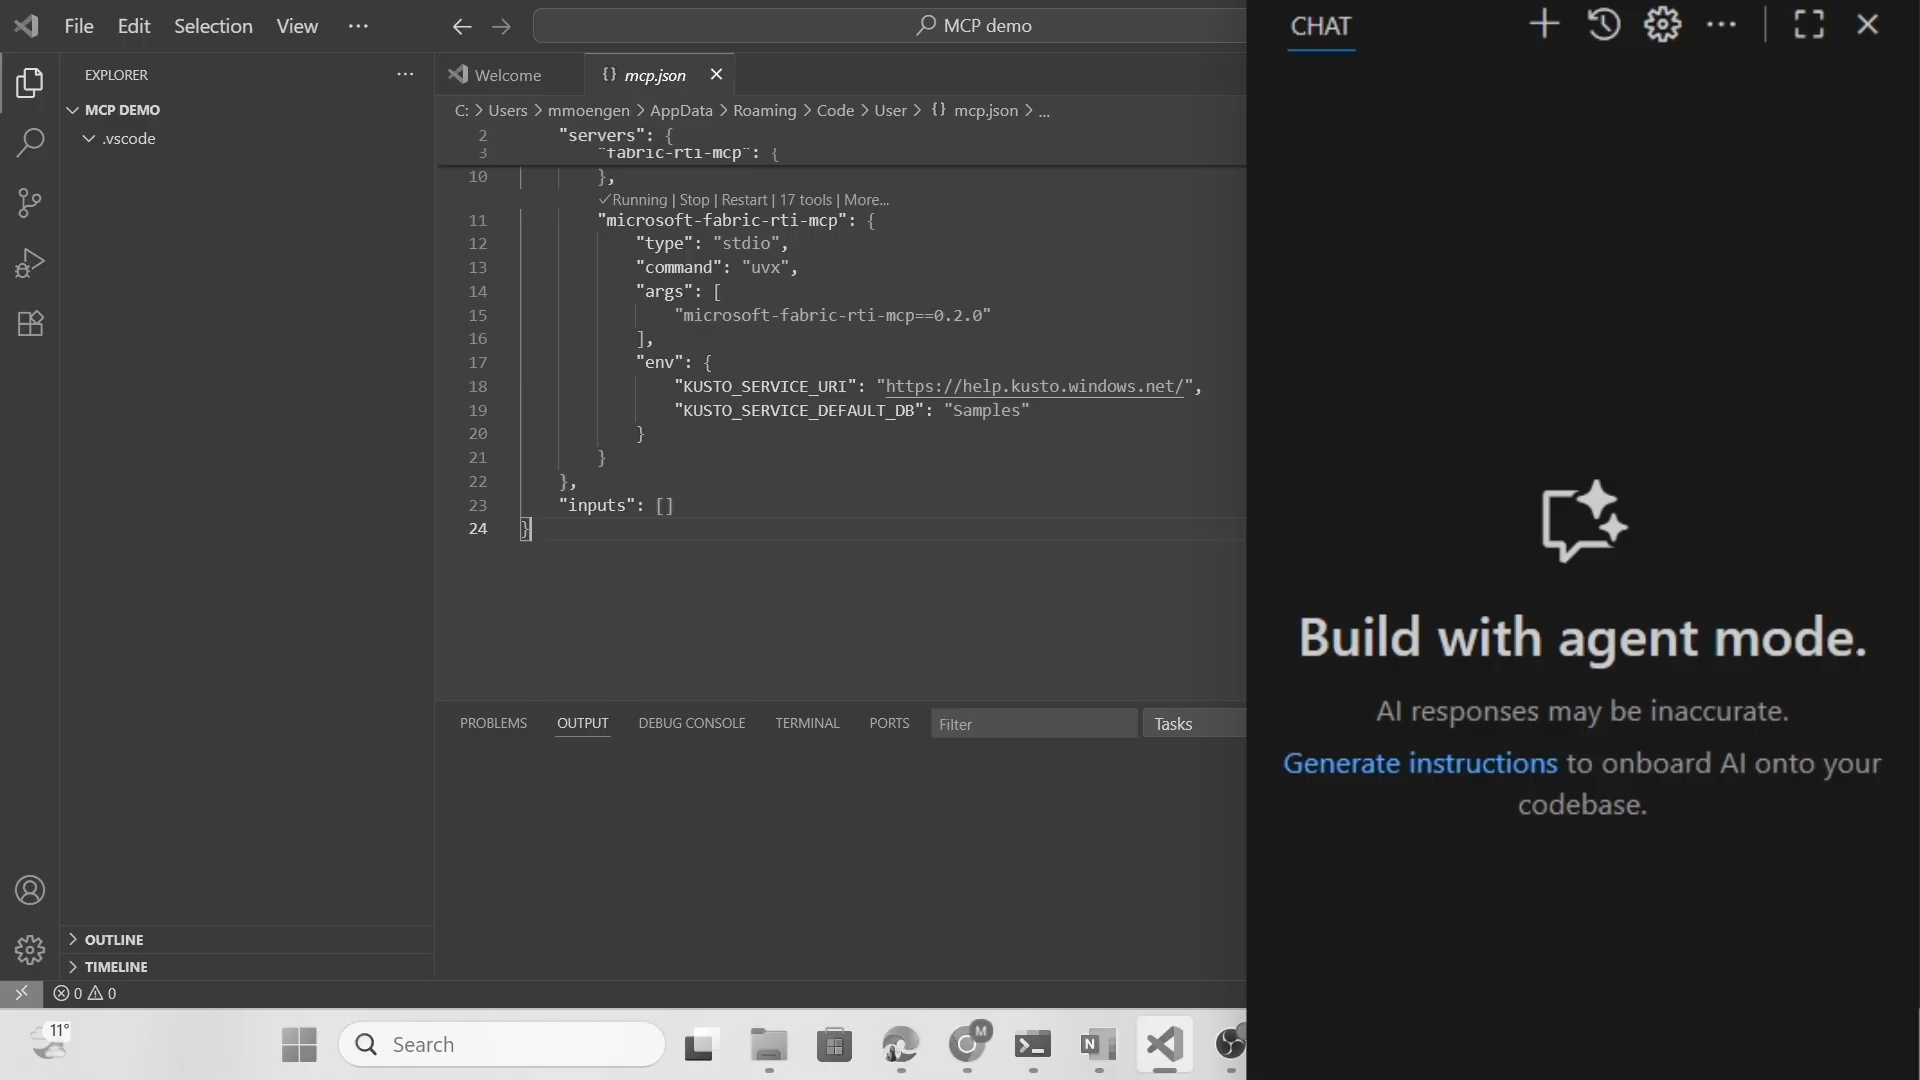 File Edit Selection View ···
MCP demo
CHAT
EXPLORER
MCP DEMO
.vscode
Welcome
{} mcp.json
C: > Users > mmoengen > AppData > Roaming > Code > User > {} mcp.json > ...
2 "servers": {
3 "fabric-rti-mcp": {
10 },
✓Running | Stop | Restart | 17 tools | More...
11 "microsoft-fabric-rti-mcp": {
12 "type": "stdio",
13 "command": "uvx",
14 "args": [
15 "microsoft-fabric-rti-mcp==0.2.0"
16 ],
17 "env": {
18 "KUSTO_SERVICE_URI": "https://help.kusto.windows.net/",
19 "KUSTO_SERVICE_DEFAULT_DB": "Samples"
20 }
21 }
22 },
23 "inputs": []
24 }
PROBLEMS OUTPUT DEBUG CONSOLE TERMINAL PORTS Filter Tasks
Build with agent mode.
AI responses may be inaccurate.
Generate instructions to onboard AI onto your
codebase.
OUTLINE
TIMELINE
0 0
11°
Search
M
N